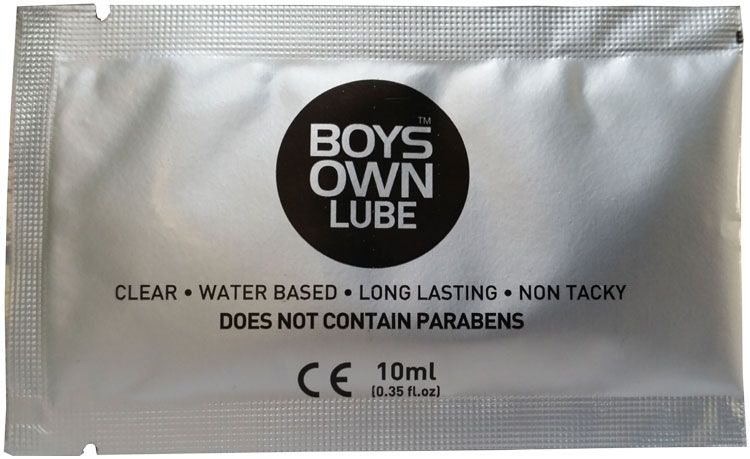 BOYS™
OWN
LUBE
CLEAR • WATER BASED • LONG LASTING • NON TACKY
DOES NOT CONTAIN PARABENS
CE 10ml
(0.35 fl.oz)